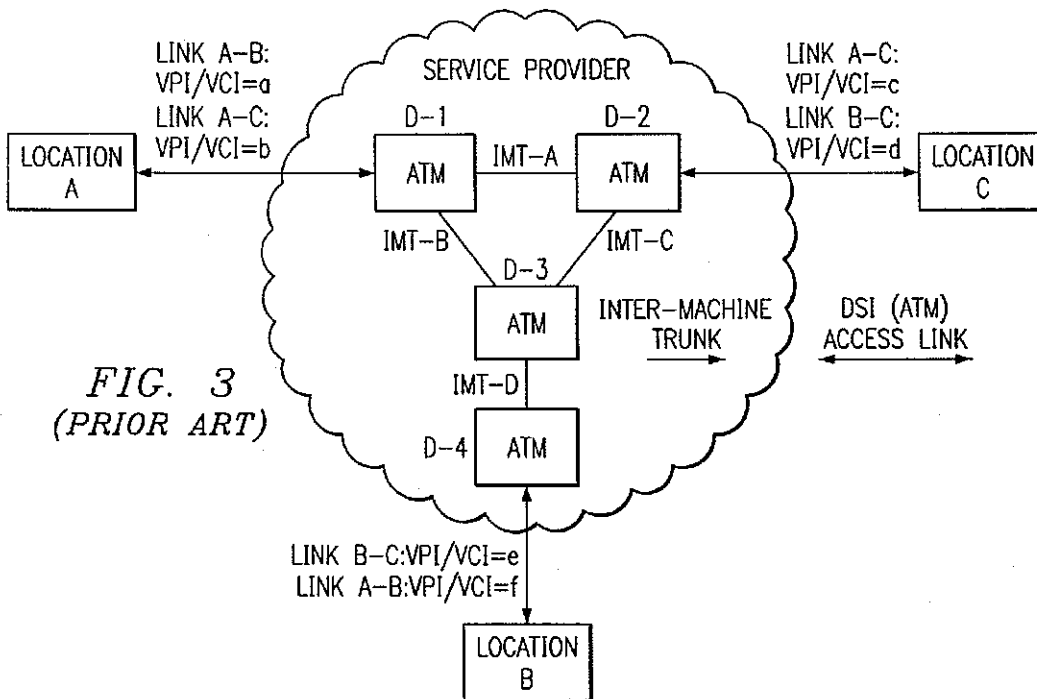 LINK A-B:
VPI/VCI=a
LINK A-C:
VPI/VCI=b
SERVICE PROVIDER
LINK A-C:
VPI/VCI=c
LINK B-C:
VPI/VCI=d
LOCATION
A
D-1
ATM
IMT-A
D-2
ATM
LOCATION
C
IMT-B
IMT-C
D-3
ATM
INTER-MACHINE
TRUNK
DSI (ATM)
ACCESS LINK
FIG. 3
(PRIOR ART)
IMT-D
D-4
ATM
LINK B-C:VPI/VCI=e
LINK A-B:VPI/VCI=f
LOCATION
B